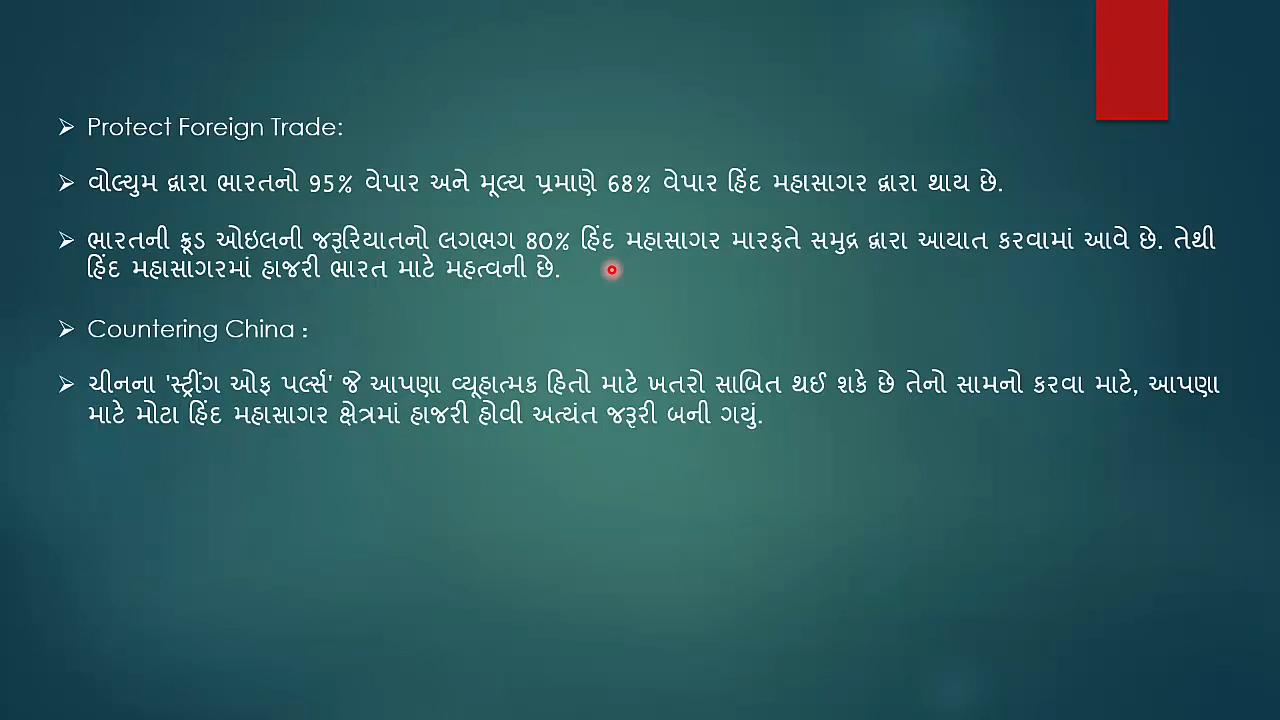 Protect Foreign Trade:
વોલ્યુમ દ્વારા ભારતનો 95% વેપાર અને મૂલ્ય પ્રમાણે 68% વેપાર હિંદ મહાસાગર દ્વારા થાય છે.
ભારતની ક્રૂડ ઓઇલની જરૂરિયાતનો લગભગ 80% હિંદ મહાસાગર મારફતે સમુદ્ર દ્વારા આયાત કરવામાં આવે છે. તેથી
હિંદ મહાસાગરમાં હાજરી ભારત માટે મહત્વની છે.
Countering China :
ચીનના 'સ્ટ્રીંગ ઓફ પર્લ્સ' જે આપણા વ્યૂહાત્મક હિતો માટે ખતરો સાબિત થઈ શકે છે તેનો સામનો કરવા માટે, આપણા
માટે મોટા હિંદ મહાસાગર ક્ષેત્રમાં હાજરી હોવી અત્યંત જરૂરી બની ગયું.